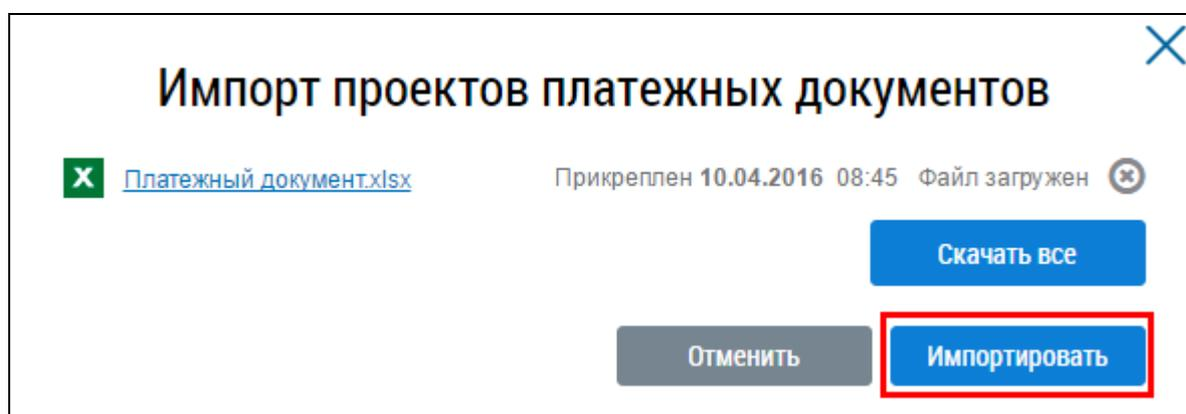 Импорт проектов платежных документов
Платежный документ.xlsx Прикреплен 10.04.2016 08:45 Файл загружен
Скачать все
Отменить Импортировать